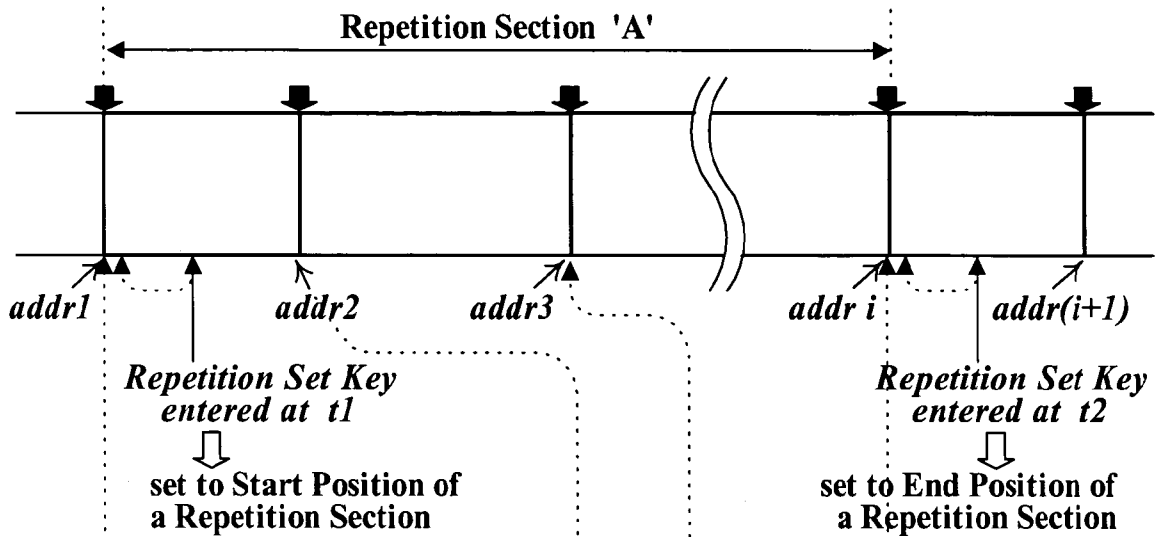 Repetition Section 'A'
addr1
addr2
addr3
addr i
addr(i+1)
Repetition Set Key
entered at t1
set to Start Position of
a Repetition Section
Repetition Set Key
entered at t2
set to End Position of
a Repetition Section